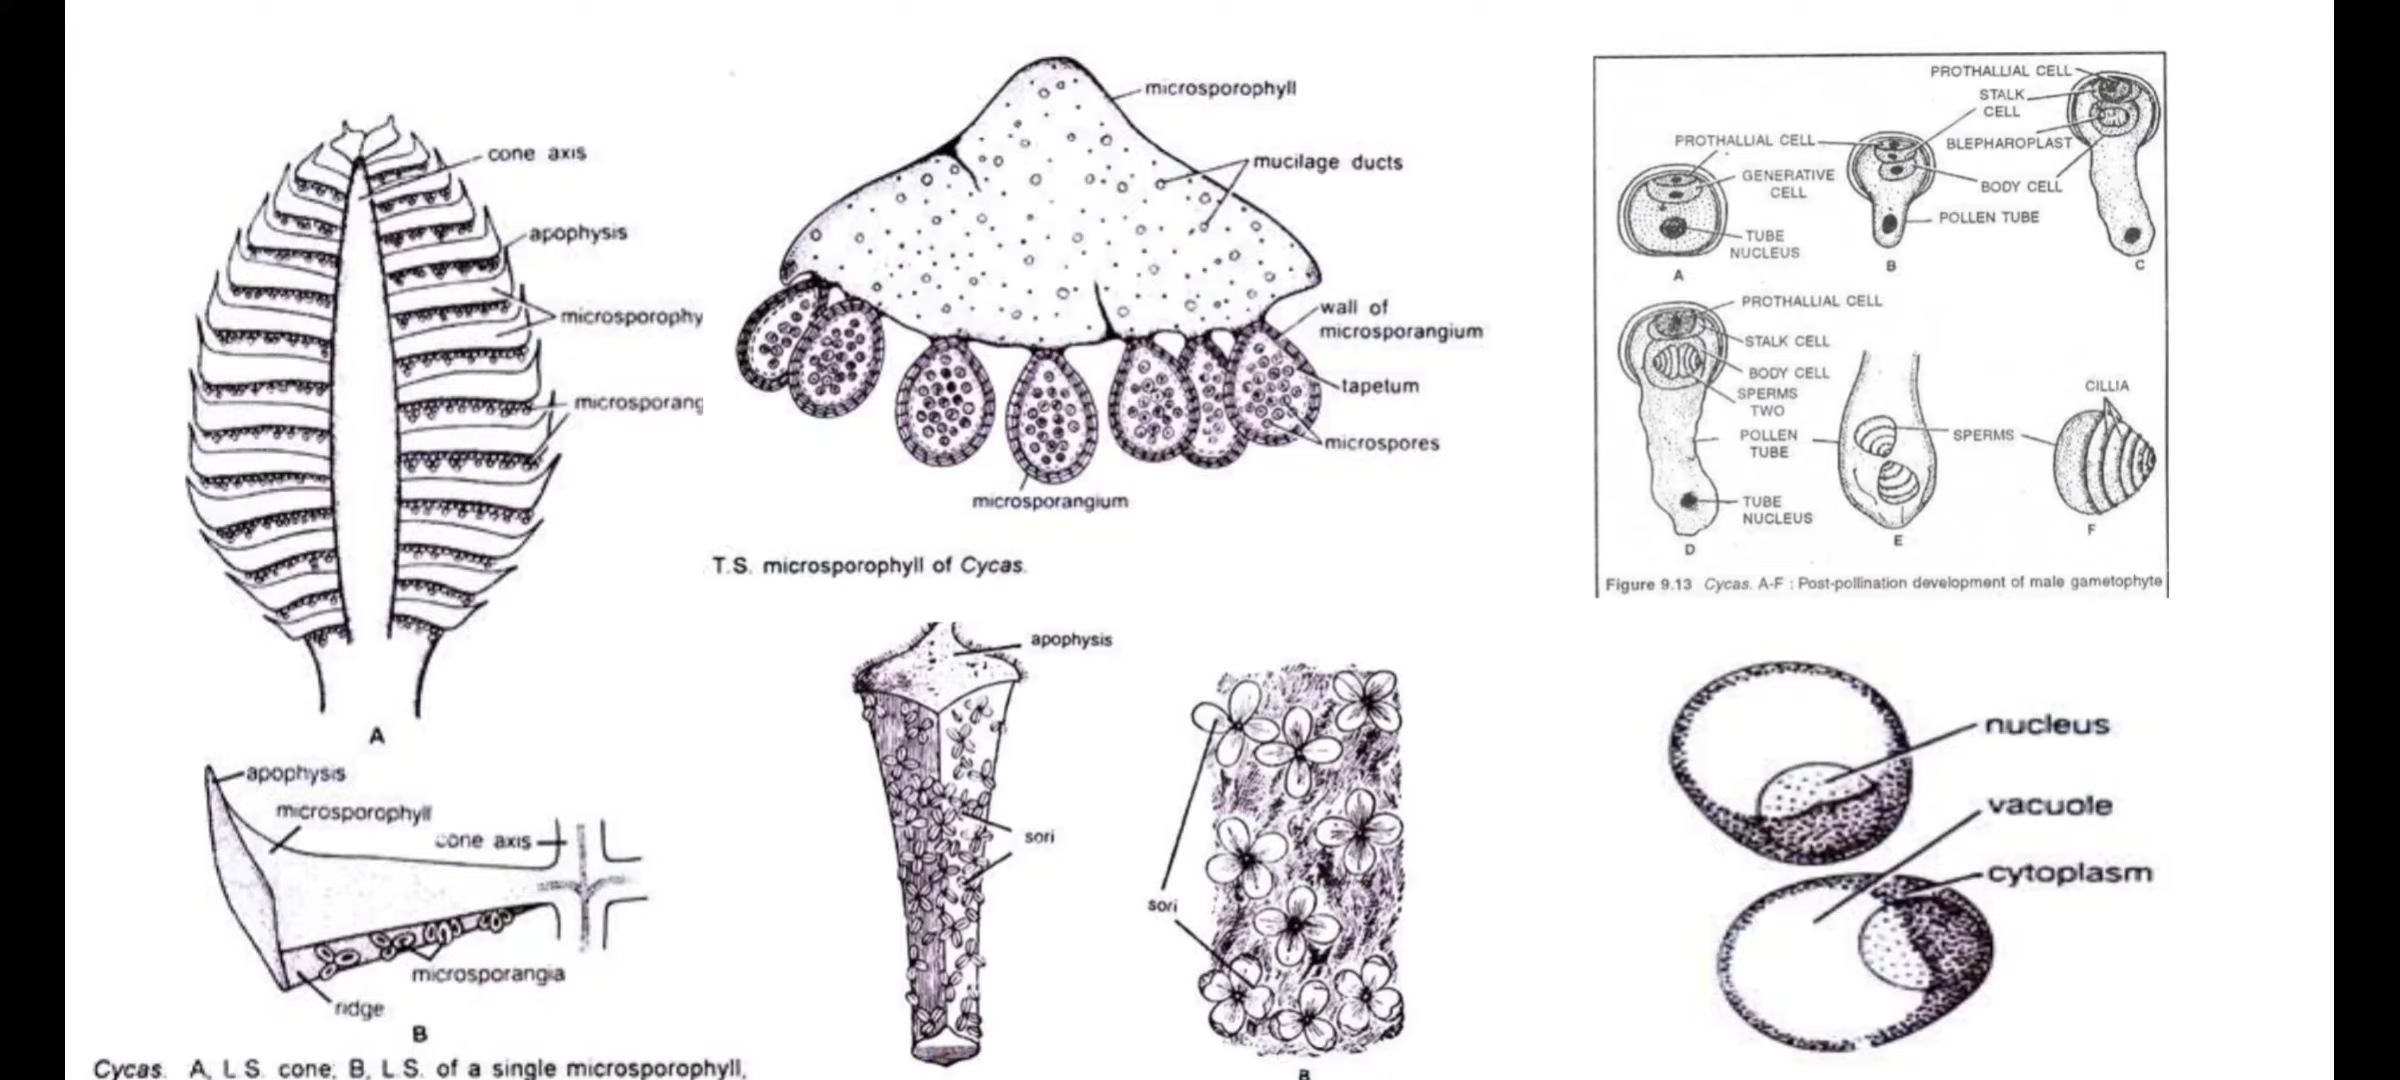 cone axis
apophysis
microsporophy
microsporang
A
apophysis
microsporophyll
cone axis
microsporangia
ridge
B
Cycas. A, L.S. cone; B, L.S. of a single microsporophyll,
microsporophyll
mucilage ducts
wall of
microsporangium
tapetum
microspores
microsporangium
T.S. microsporophyll of Cycas.
apophysis
sori
sori
B
PROTHALLIAL CELL
STALK
CELL
BLEPHAROPLAST
BODY CELL
PROTHALLIAL CELL
GENERATIVE
CELL
POLLEN TUBE
TUBE
NUCLEUS
A
B
C
PROTHALLIAL CELL
STALK CELL
BODY CELL
SPERMS
TWO
POLLEN
TUBE
SPERMS
CILLIA
TUBE
NUCLEUS
D
E
F
Figure 9.13 Cycas. A-F : Post-pollination development of male gametophyte
nucleus
vacuole
cytoplasm